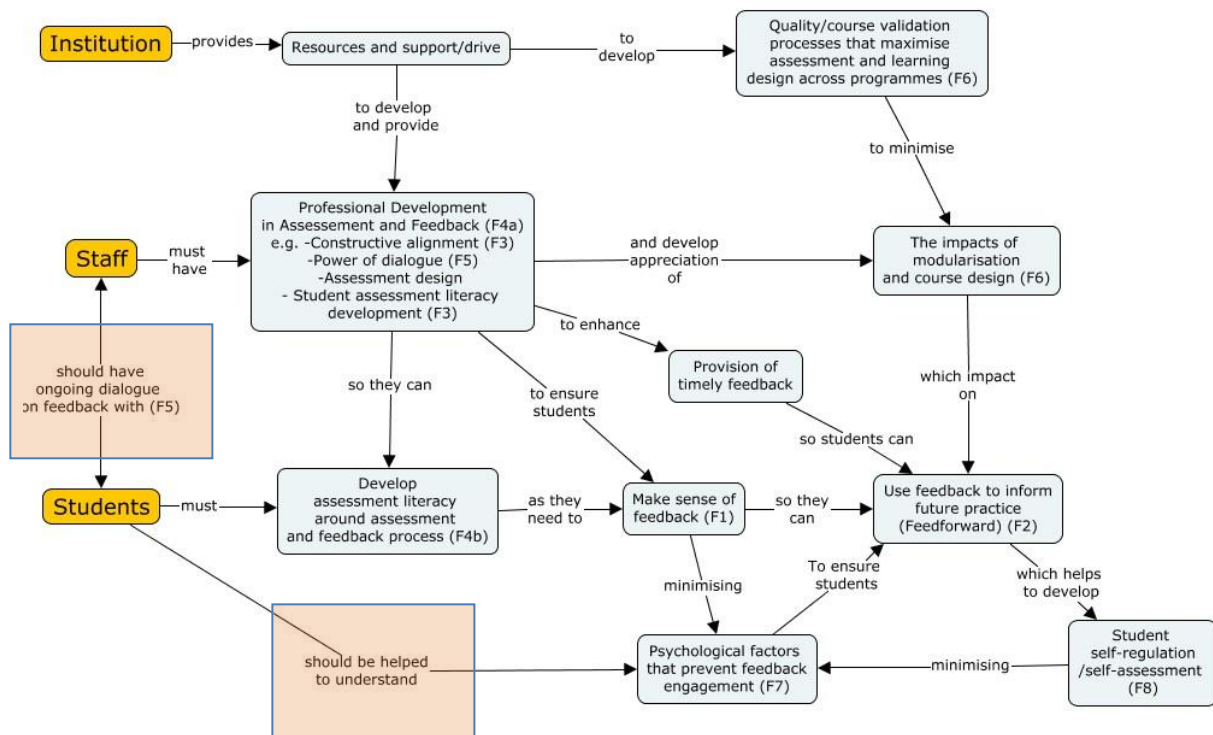 Institution
provides
Resources and support/drive
to
develop
Quality/course validation
processes that maximise
assessment and learning
design across programmes (F6)
to develop
and provide
to minimise
Staff
must
have
Professional Development
in Assessement and Feedback (F4a)
e.g. -Constructive alignment (F3)
-Power of dialogue (F5)
-Assessment design
- Student assessment literacy
development (F3)
and develop
appreciation
of
The impacts of
modularisation
and course design (F6)
to enhance
Provision of
timely feedback
should have
ongoing dialogue
on feedback with (F5)
so they can
to ensure
students
which impact
on
so students can
Students
must
Develop
assessment literacy
around assessment
and feedback process (F4b)
as they
need to
Make sense of
feedback (F1)
so they
can
Use feedback to inform
future practice
(Feedforward) (F2)
minimising
To ensure
students
which helps
to develop
should be helped
to understand
Psychological factors
that prevent feedback
engagement (F7)
minimising
Student
self-regulation
/self-assessment
(F8)